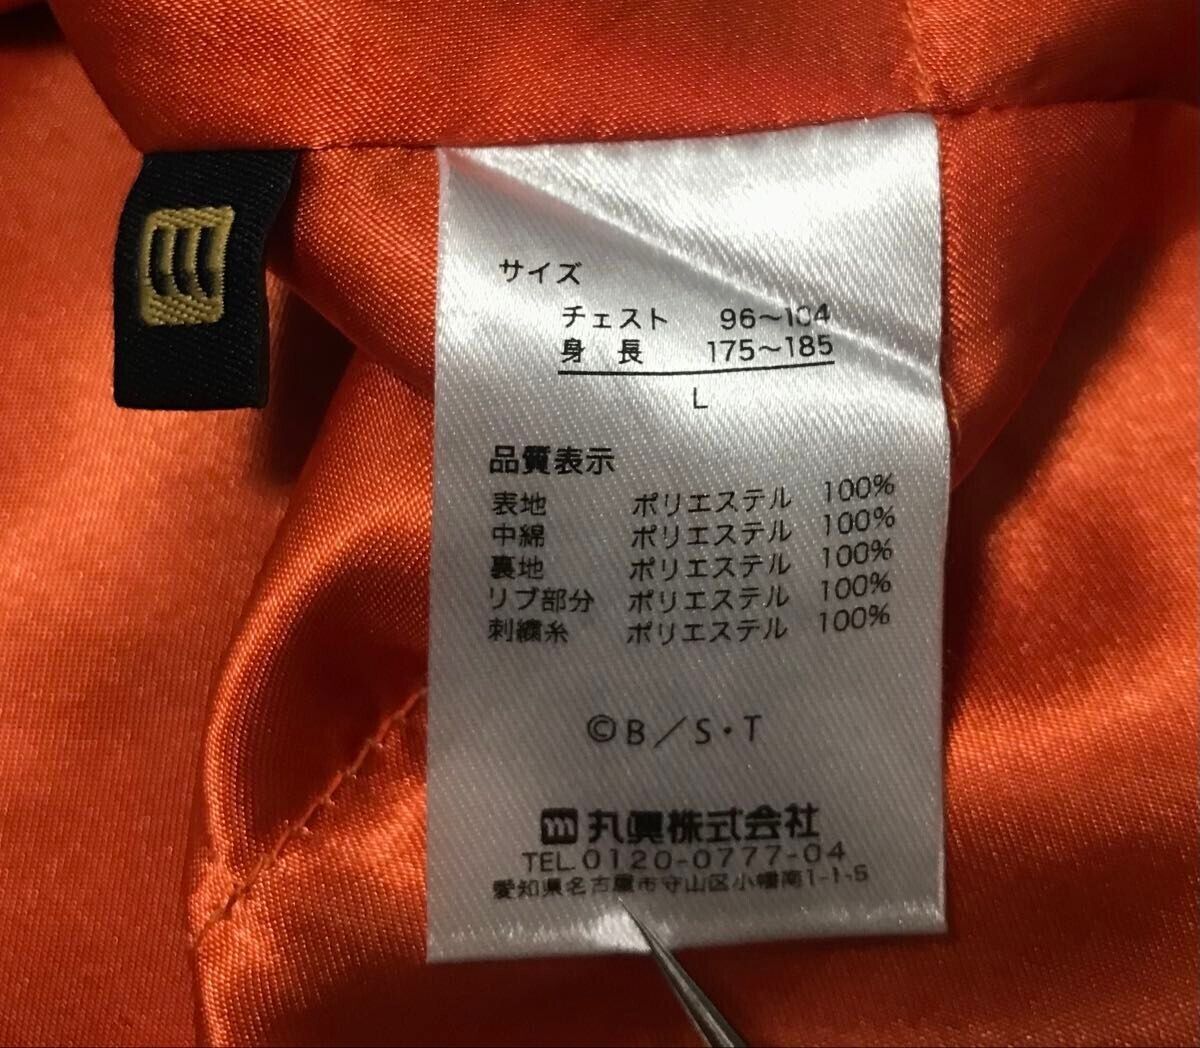 サイズ
チェスト 96～104
身長 175～185
L
品質表示
表地 ポリエステル 100%
中綿 ポリエステル 100%
裏地 ポリエステル 100%
リブ部分 ポリエステル 100%
刺繍糸 ポリエステル 100%
©B／S・T
m 丸眞株式会社
TEL.0120-0777-04
愛知県名古屋市守山区小幡南1-1-5